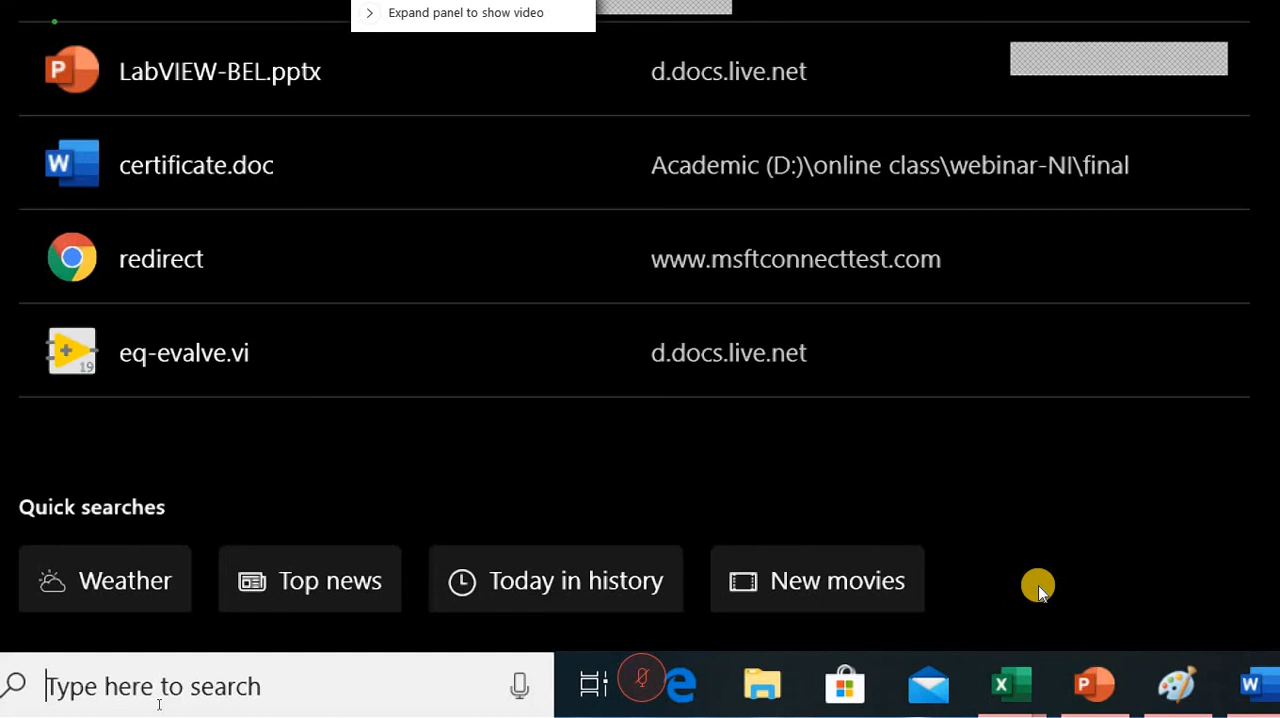 Expand panel to show video
LabVIEW-BEL.pptx d.docs.live.net
certificate.doc Academic (D:)\online class\webinar-NI\final
redirect www.msftconnecttest.com
eq-evalve.vi d.docs.live.net
19
Quick searches
Weather Top news Today in history New movies
Type here to search